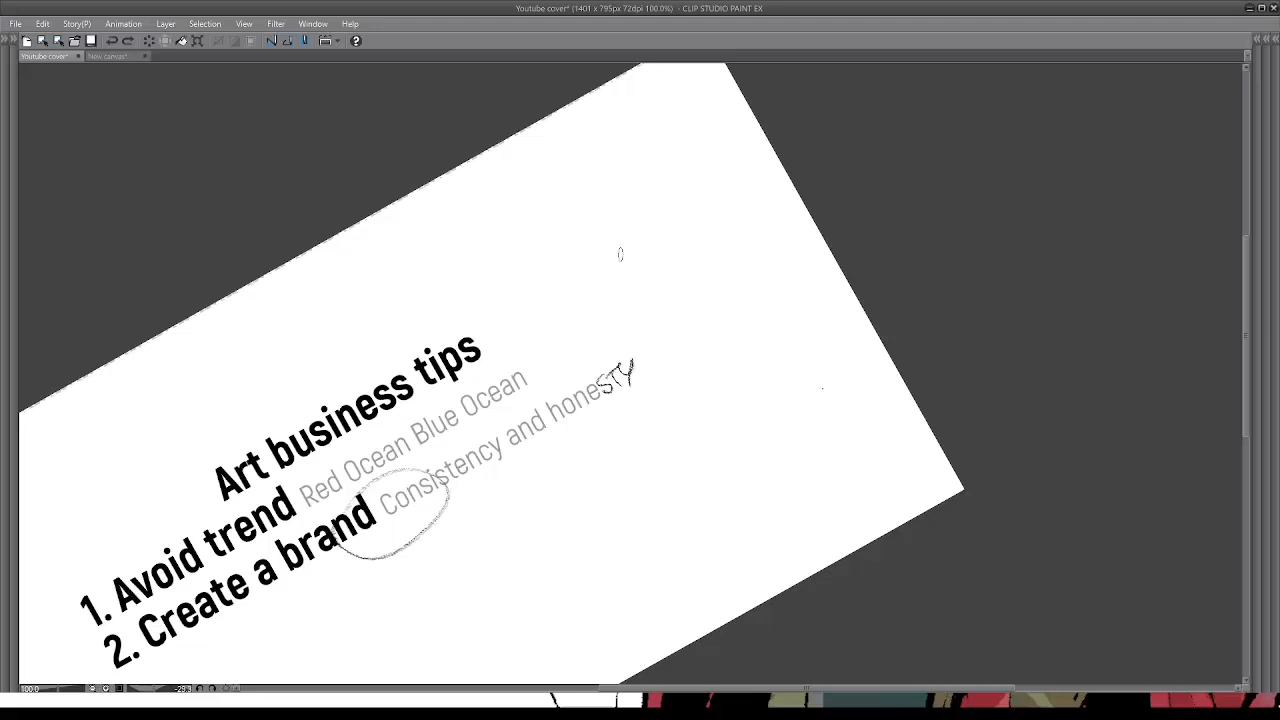 Youtube cover* (1401 x 795px 72dpi 100.0%) - CLIP STUDIO PAINT EX
File Edit Story(P) Animation Layer Selection View Filter Window Help
Youtube cover* New canvas*
Art business tips
1. Avoid trend Red Ocean Blue Ocean
2. Create a brand Consistency and honeSTY
100.0